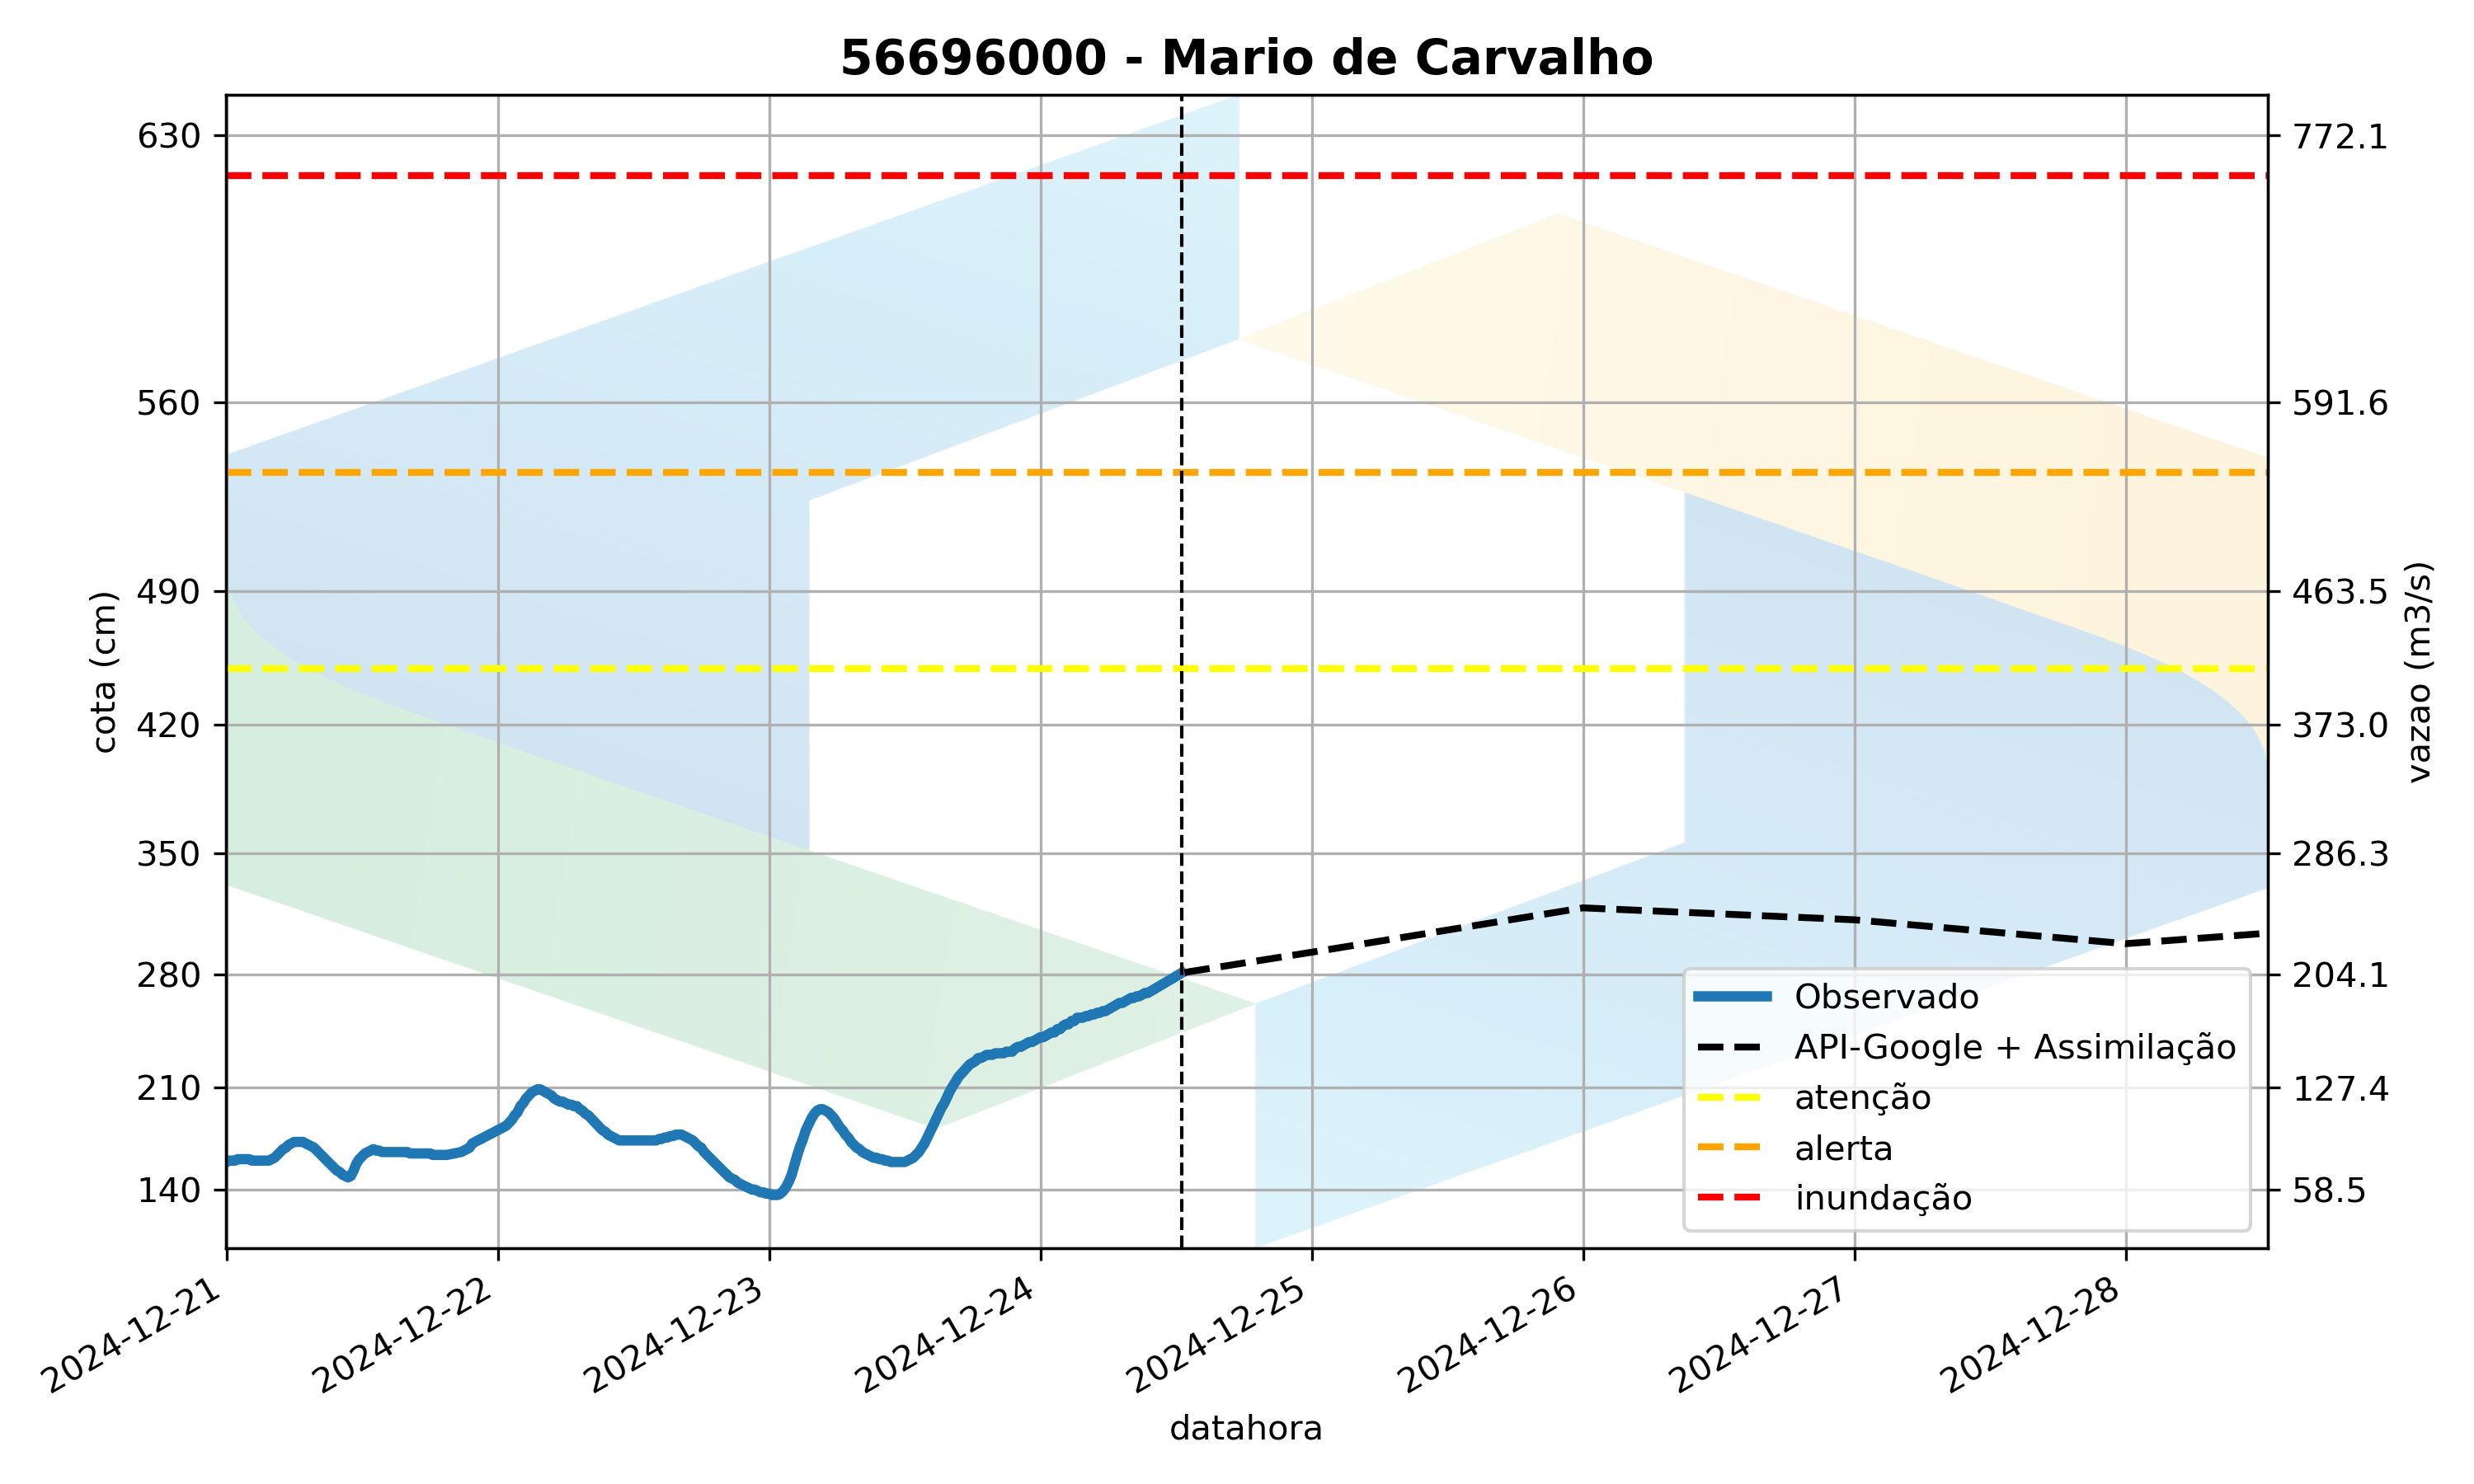 56696000 - Mario de Carvalho
630
560
490
420
350
280
210
140
cota (cm)
772.1
591.6
463.5
373.0
286.3
204.1
127.4
58.5
vazao (m3/s)
Observado
API-Google + Assimilação
atenção
alerta
inundação
2024-12-21
2024-12-22
2024-12-23
2024-12-24
2024-12-25
2024-12-26
2024-12-27
2024-12-28
datahora